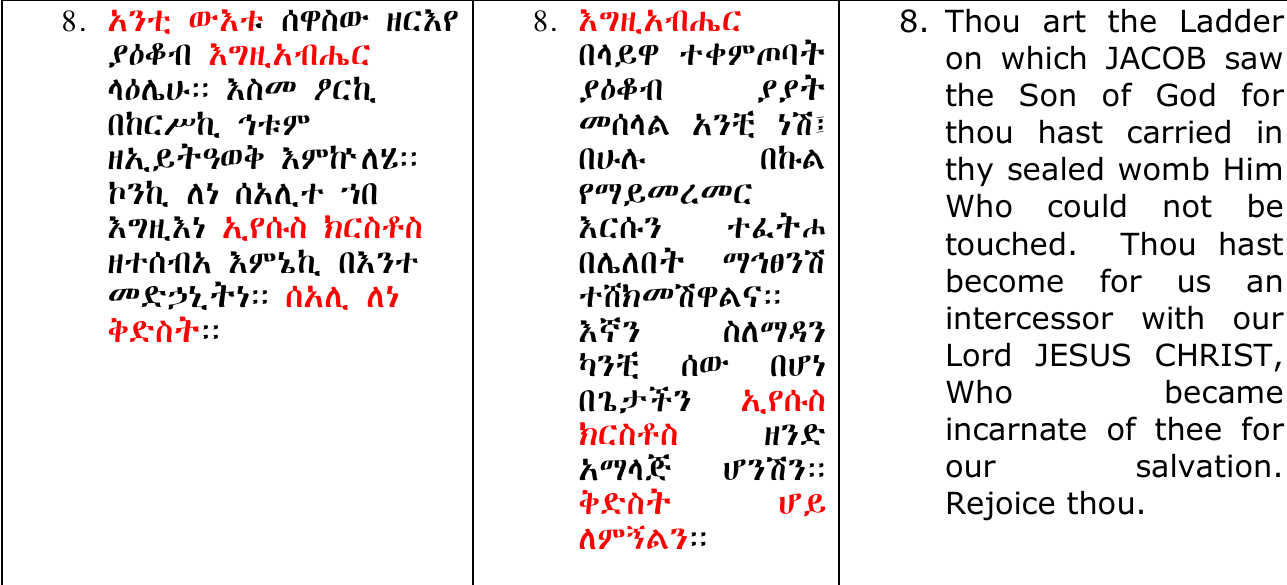 8. አንቲ ውእቱ ሰዋስው ዘርእየ
ያዕቆብ እግዚአብሔር
ላዕሌሁ። እስመ ፆርኪ
በከርሥኪ ኅቱም
ዘኢይትዓወቅ እምኵለሄ።
ኮንኪ ለነ ሰአሊተ ኀበ
እግዚእነ ኢየሱስ ክርስቶስ
ዘተሰብአ እምኔኪ በእንተ
መድኃኒትነ። ሰአሊ ለነ
ቅድስት።
8. እግዚአብሔር
በላይዋ ተቀምጦባት
ያዕቆብ ያያት
መሰላል አንቺ ነሽ፤
በሁሉ በኩል
የማይመረመር
እርሱን ተፈትሖ
በሌለበት ማኅፀንሽ
ተሸክመሽዋልና።
እኛን ስለማዳን
ካንቺ ሰው በሆነ
በጌታችን ኢየሱስ
ክርስቶስ ዘንድ
አማላጅ ሆንሽን።
ቅድስት ሆይ
ለምኝልን።
8. Thou art the Ladder
on which JACOB saw
the Son of God for
thou hast carried in
thy sealed womb Him
Who could not be
touched. Thou hast
become for us an
intercessor with our
Lord JESUS CHRIST,
Who became
incarnate of thee for
our salvation.
Rejoice thou.